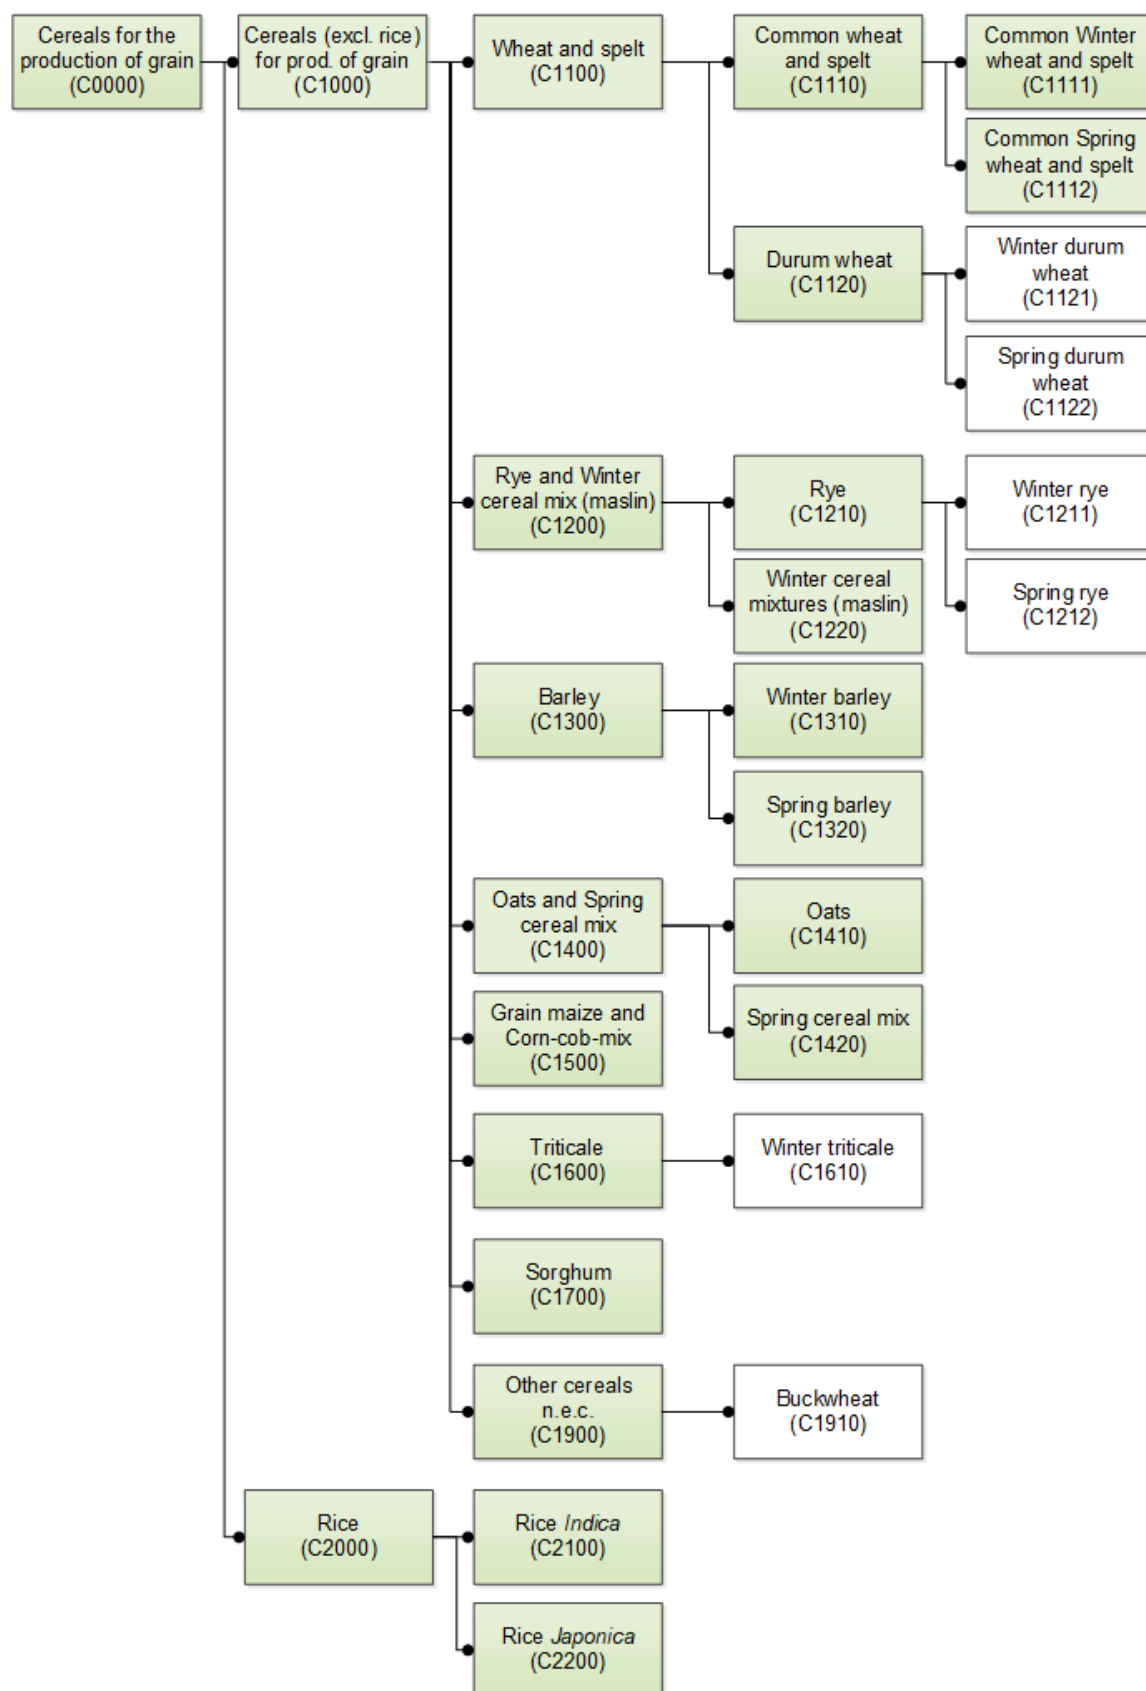 Cereals for the
production of grain
(C0000)
Cereals (excl. rice)
for prod. of grain
(C1000)
Wheat and spelt
(C1100)
Common wheat
and spelt
(C1110)
Common Winter
wheat and spelt
(C1111)
Common Spring
wheat and spelt
(C1112)
Durum wheat
(C1120)
Winter durum
wheat
(C1121)
Spring durum
wheat
(C1122)
Rye and Winter
cereal mix (maslin)
(C1200)
Rye
(C1210)
Winter rye
(C1211)
Spring rye
(C1212)
Winter cereal
mixtures (maslin)
(C1220)
Barley
(C1300)
Winter barley
(C1310)
Spring barley
(C1320)
Oats and Spring
cereal mix
(C1400)
Oats
(C1410)
Spring cereal mix
(C1420)
Grain maize and
Corn-cob-mix
(C1500)
Triticale
(C1600)
Winter triticale
(C1610)
Sorghum
(C1700)
Other cereals
n.e.c.
(C1900)
Buckwheat
(C1910)
Rice
(C2000)
Rice Indica
(C2100)
Rice Japonica
(C2200)